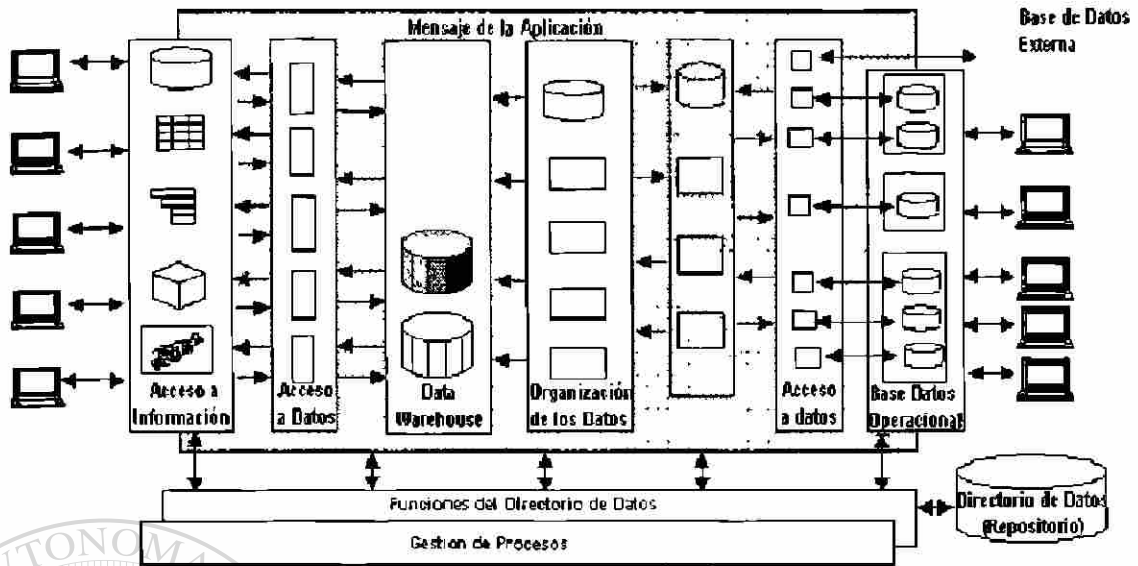 Mensaje de la Aplicación
Base de Datos
Externa
Acceso a
Información
Acceso
a Datos
Data
Warehouse
Organización
de los Datos
Acceso
a datos
Base Datos
Operacional
Funciones del Directorio de Datos
Gestion de Procesos
Directorio de Datos
(Repositorio)
AUTONOMA